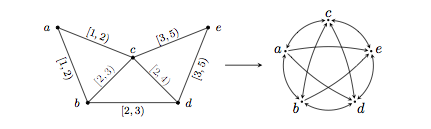 a [1, 2] c [3, 5] e
[1, 2] [2, 3] [2, 4] [3, 5]
b [2, 3] d
c
a e
b d